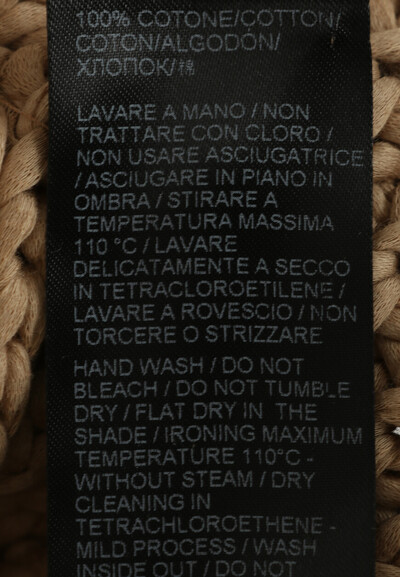 100% COTONE/COTTON/
COTON/ALGODÓN/
ХЛОПОК/棉
LAVARE A MANO / NON
TRATTARE CON CLORO /
NON USARE ASCIUGATRICE
/ ASCIUGARE IN PIANO IN
OMBRA / STIRARE A
TEMPERATURA MASSIMA
110 °C / LAVARE
DELICATAMENTE A SECCO
IN TETRACLOROETILENE /
LAVARE A ROVESCIO / NON
TORCERE O STRIZZARE
HAND WASH / DO NOT
BLEACH / DO NOT TUMBLE
DRY / FLAT DRY IN THE
SHADE / IRONING MAXIMUM
TEMPERATURE 110°C -
WITHOUT STEAM / DRY
CLEANING IN
TETRACHLOROETHENE -
MILD PROCESS / WASH
INSIDE OUT / DO NOT